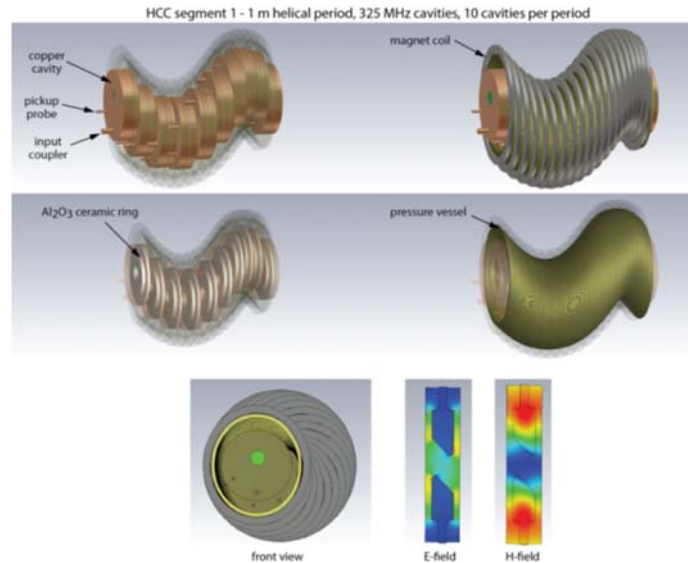 HCC segment 1 - 1 m helical period, 325 MHz cavities, 10 cavities per period
copper
cavity
pickup
probe
input
coupler
magnet coil
Al2O3 ceramic ring
pressure vessel
front view
E-field
H-field